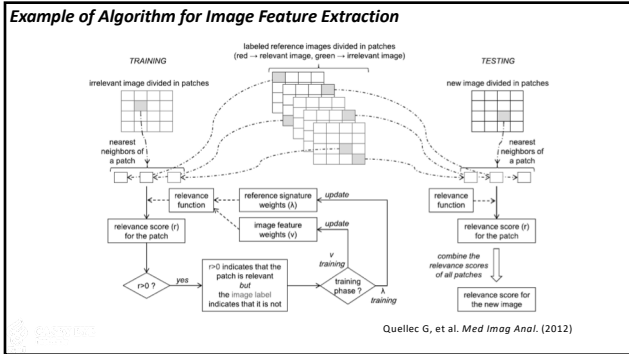 Example of Algorithm for Image Feature Extraction
labeled reference images divided in patches
(red → relevant image, green → irrelevant image)
TRAINING
irrelevant image divided in patches
nearest
neighbors of
a patch
TESTING
new image divided in patches
nearest
neighbors of
a patch
relevance
function
reference signature
weights (λ)
update
image feature
weights (ν)
update
relevance score (r)
for the patch
r>0 ?
yes
r>0 indicates that the
patch is relevant
but
the image label
indicates that it is not
training
phase ?
ν
training
λ
training
relevance
function
relevance score (r)
for the patch
combine the
relevance scores
of all patches
relevance score for
the new image
Quellec G, et al. Med Imag Anal. (2012)